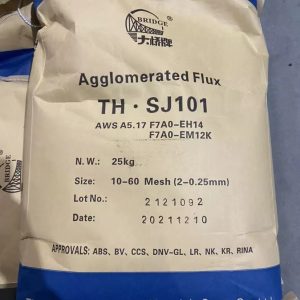 BRIDGE
大桥牌
Agglomerated Flux
TH·SJ101
AWS A5.17 F7A0-EH14
F7A0-EM12K
N.W.: 25kg
Size: 10-60 Mesh (2-0.25mm)
Lot No.: 2121092
Date: 20211210
APPROVALS: ABS, BV, CCS, DNV-GL, LR, NK, KR, RINA